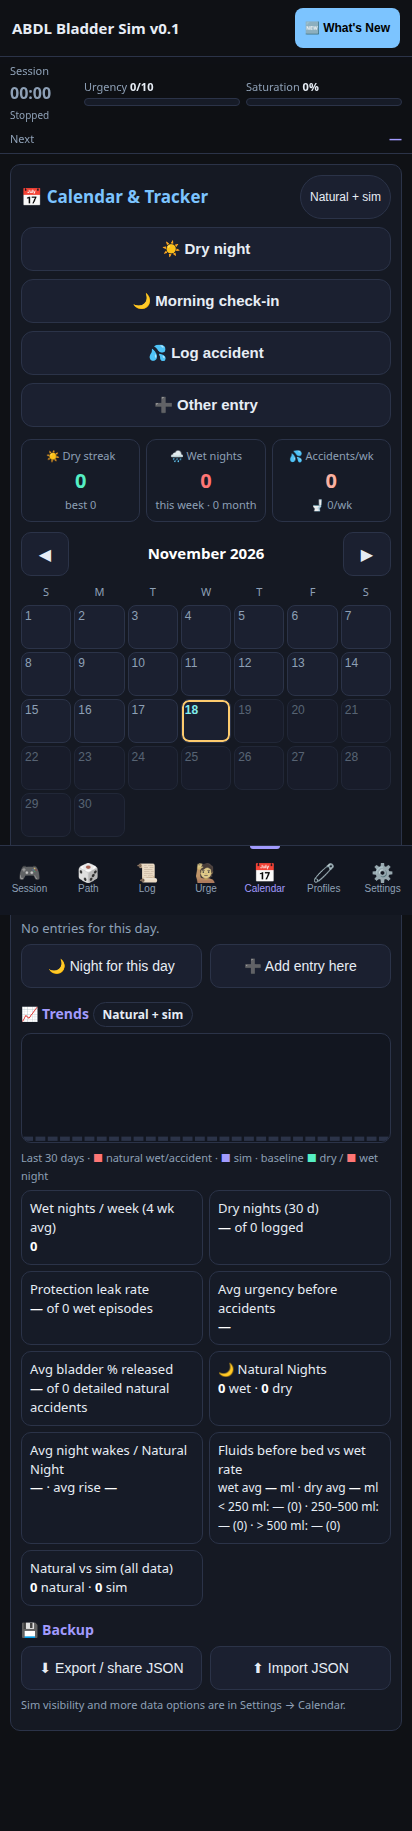 ABDL Bladder Sim v0.1
🆕 What's New
Session
00:00
Stopped
Urgency 0/10
Saturation 0%
Next
—
📅 Calendar & Tracker
Natural + sim
☀️ Dry night
🌙 Morning check-in
💦 Log accident
➕ Other entry
☀️ Dry streak
0
best 0
🌧️ Wet nights
0
this week · 0 month
💦 Accidents/wk
0
🚽 0/wk
◀
November 2026
▶
S M T W T F S
1 2 3 4 5 6 7
8 9 10 11 12 13 14
15 16 17 18 19 20 21
22 23 24 25 26 27 28
29 30
🎮 Session
🎲 Path
📜 Log
🙋 Urge
📅 Calendar
🧷 Profiles
⚙️ Settings
No entries for this day.
🌙 Night for this day
➕ Add entry here
📈 Trends
Natural + sim
Last 30 days · ■ natural wet/accident · ■ sim · baseline ■ dry / ■ wet
night
Wet nights / week (4 wk
avg)
0
Dry nights (30 d)
— of 0 logged
Protection leak rate
— of 0 wet episodes
Avg urgency before
accidents
—
Avg bladder % released
— of 0 detailed natural
accidents
🌙 Natural Nights
0 wet · 0 dry
Avg night wakes / Natural
Night
— · avg rise —
Fluids before bed vs wet
rate
wet avg — ml · dry avg — ml
< 250 ml: — (0) · 250–500 ml:
— (0) · > 500 ml: — (0)
Natural vs sim (all data)
0 natural · 0 sim
💾 Backup
⬇ Export / share JSON
⬆ Import JSON
Sim visibility and more data options are in Settings → Calendar.